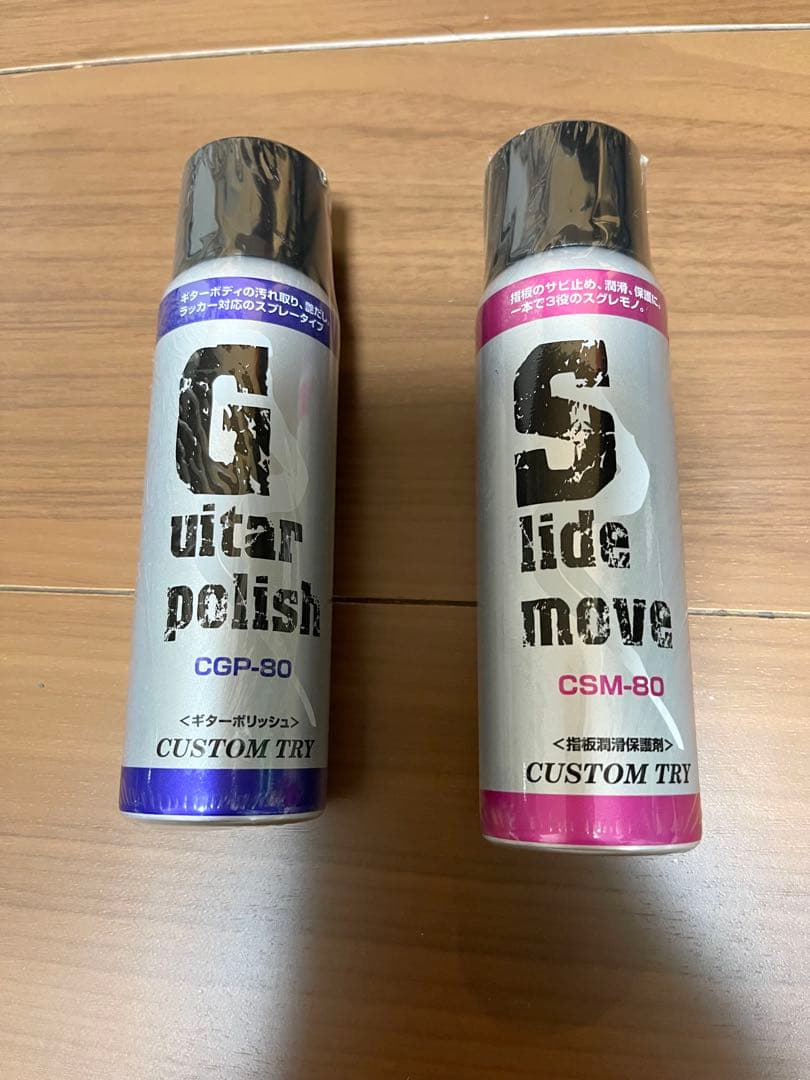 ギターボディの汚れ取り、艶だし、
ラッカー対応のスプレータイプ
Guitar
polish
CGP-80
<ギターポリッシュ>
CUSTOM TRY
指板のサビ止め、潤滑、保護に、
一本で3役のスグレモノ。
Slide
move
CSM-80
<指板潤滑保護剤>
CUSTOM TRY